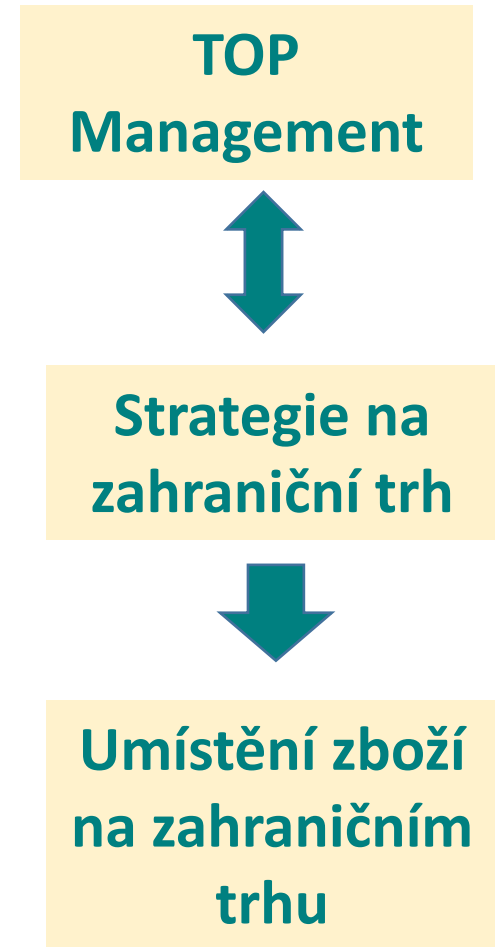 TOP
Management
Strategie na
zahraniční trh
Umístění zboží
na zahraničním
trhu